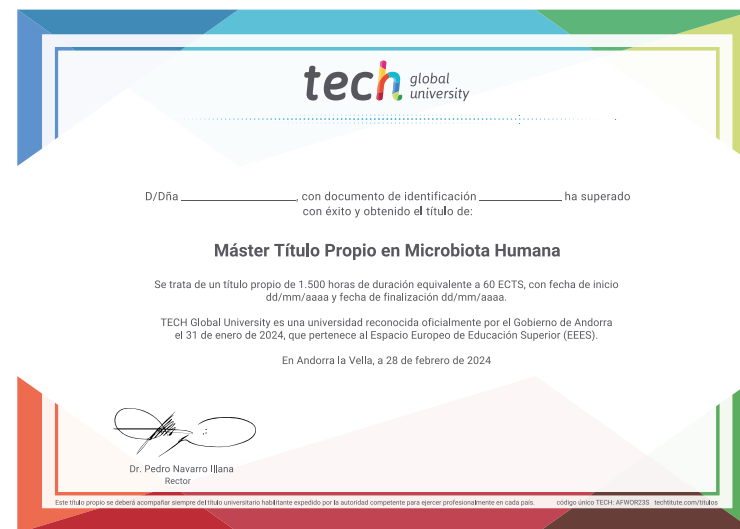 tech global university
D/Dña ____________________, con documento de identificación ______________ ha superado
con éxito y obtenido el título de:
Máster Título Propio en Microbiota Humana
Se trata de un título propio de 1.500 horas de duración equivalente a 60 ECTS, con fecha de inicio
dd/mm/aaaa y fecha de finalización dd/mm/aaaa.
TECH Global University es una universidad reconocida oficialmente por el Gobierno de Andorra
el 31 de enero de 2024, que pertenece al Espacio Europeo de Educación Superior (EEES).
En Andorra la Vella, a 28 de febrero de 2024
Dr. Pedro Navarro Illana
Rector
Este título propio se deberá acompañar siempre del título universitario habilitante expedido por la autoridad competente para ejercer profesionalmente en cada país. código único TECH: AFWOR23S techtitute.com/titulos